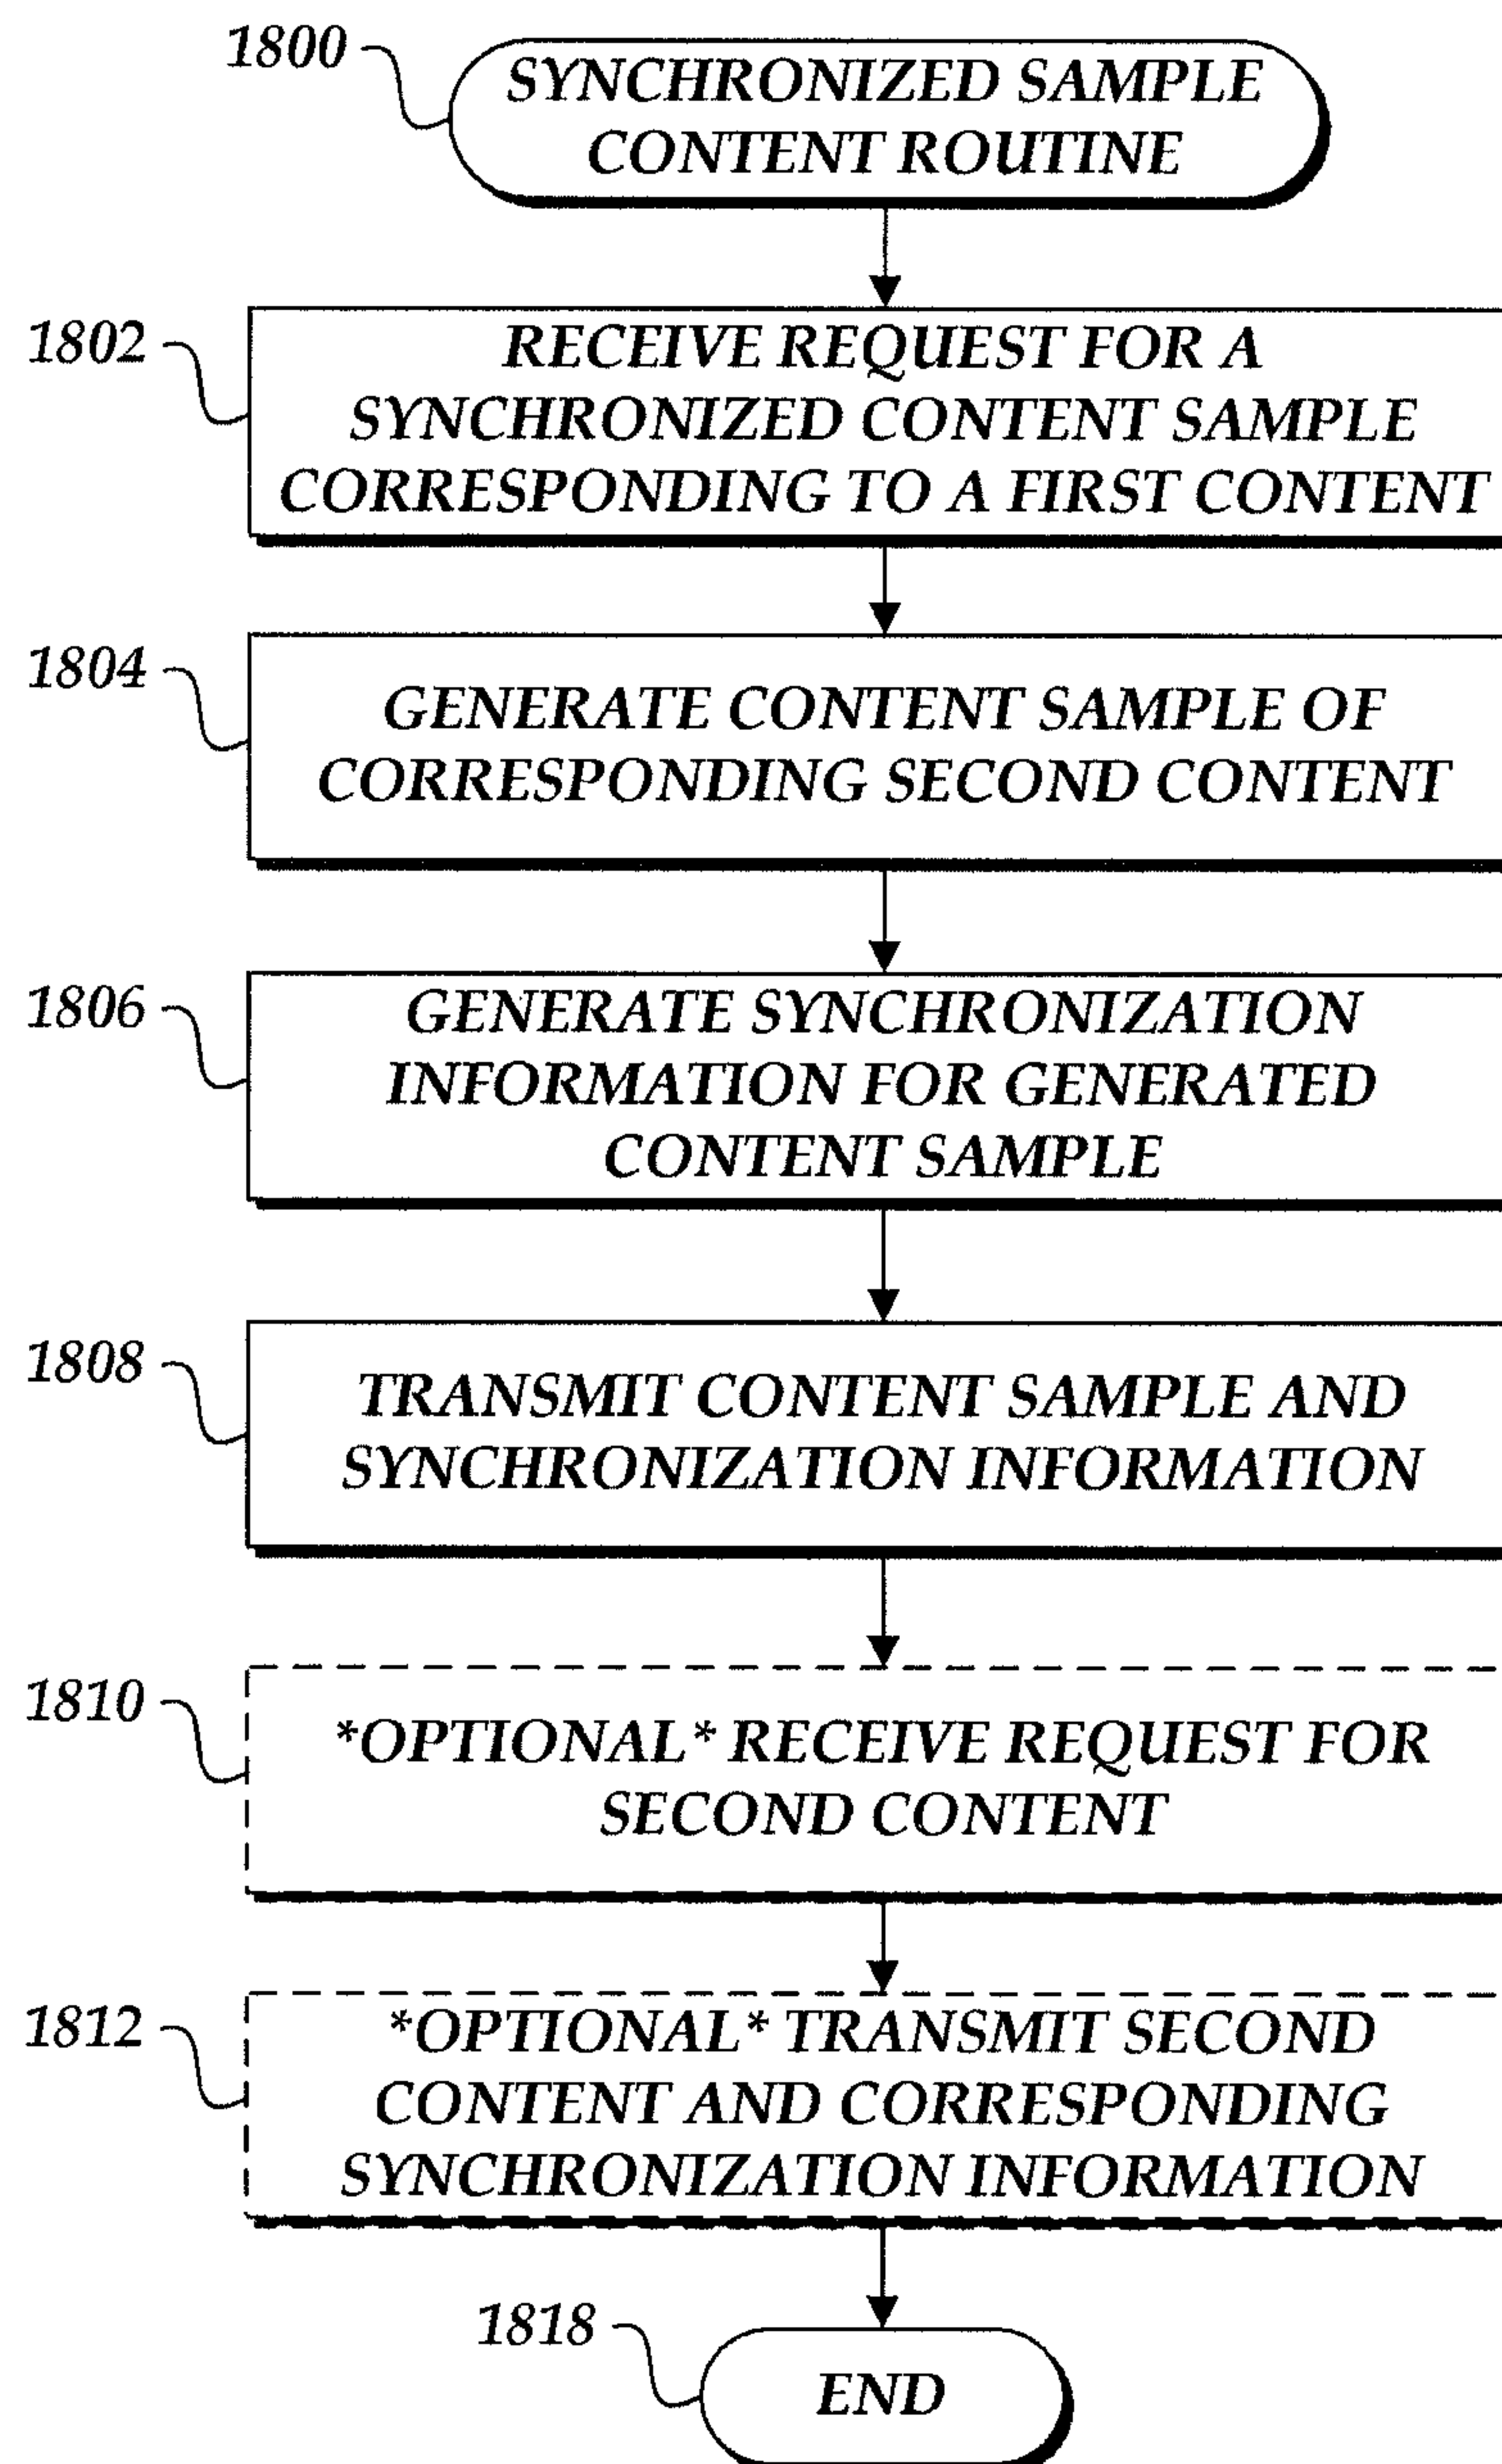 1800
SYNCHRONIZED SAMPLE
CONTENT ROUTINE
1802
RECEIVE REQUEST FOR A
SYNCHRONIZED CONTENT SAMPLE
CORRESPONDING TO A FIRST CONTENT
1804
GENERATE CONTENT SAMPLE OF
CORRESPONDING SECOND CONTENT
1806
GENERATE SYNCHRONIZATION
INFORMATION FOR GENERATED
CONTENT SAMPLE
1808
TRANSMIT CONTENT SAMPLE AND
SYNCHRONIZATION INFORMATION
1810
*OPTIONAL* RECEIVE REQUEST FOR
SECOND CONTENT
1812
*OPTIONAL* TRANSMIT SECOND
CONTENT AND CORRESPONDING
SYNCHRONIZATION INFORMATION
1818
END